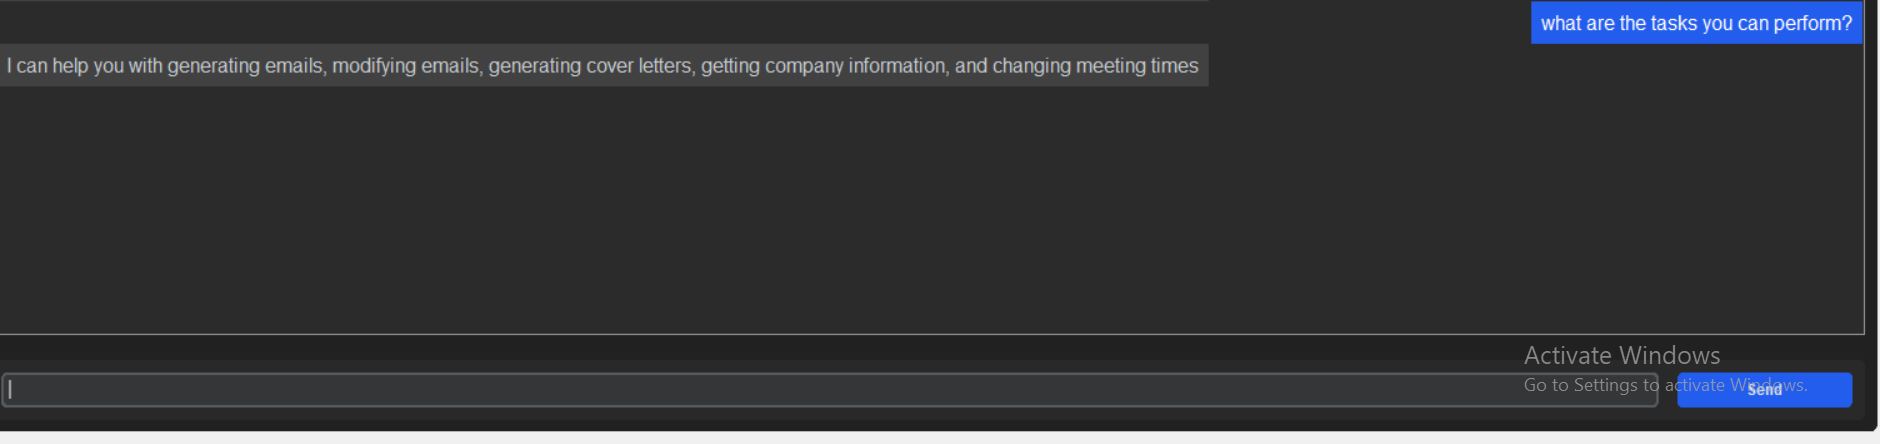 what are the tasks you can perform?
I can help you with generating emails, modifying emails, generating cover letters, getting company information, and changing meeting times
Activate Windows
Go to Settings to activate Windows.
Send